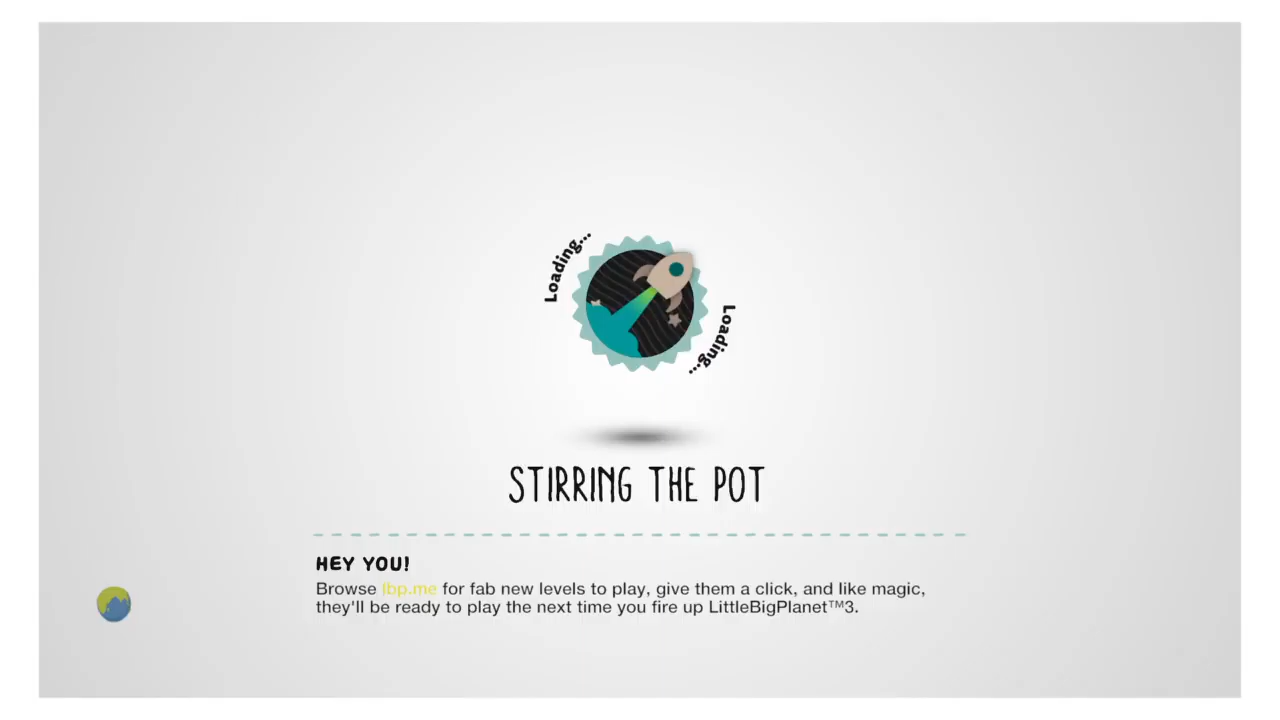 Loading...
Loading...
STIRRING THE POT
HEY YOU!
Browse lbp.me for fab new levels to play, give them a click, and like magic,
they'll be ready to play the next time you fire up LittleBigPlanet™3.